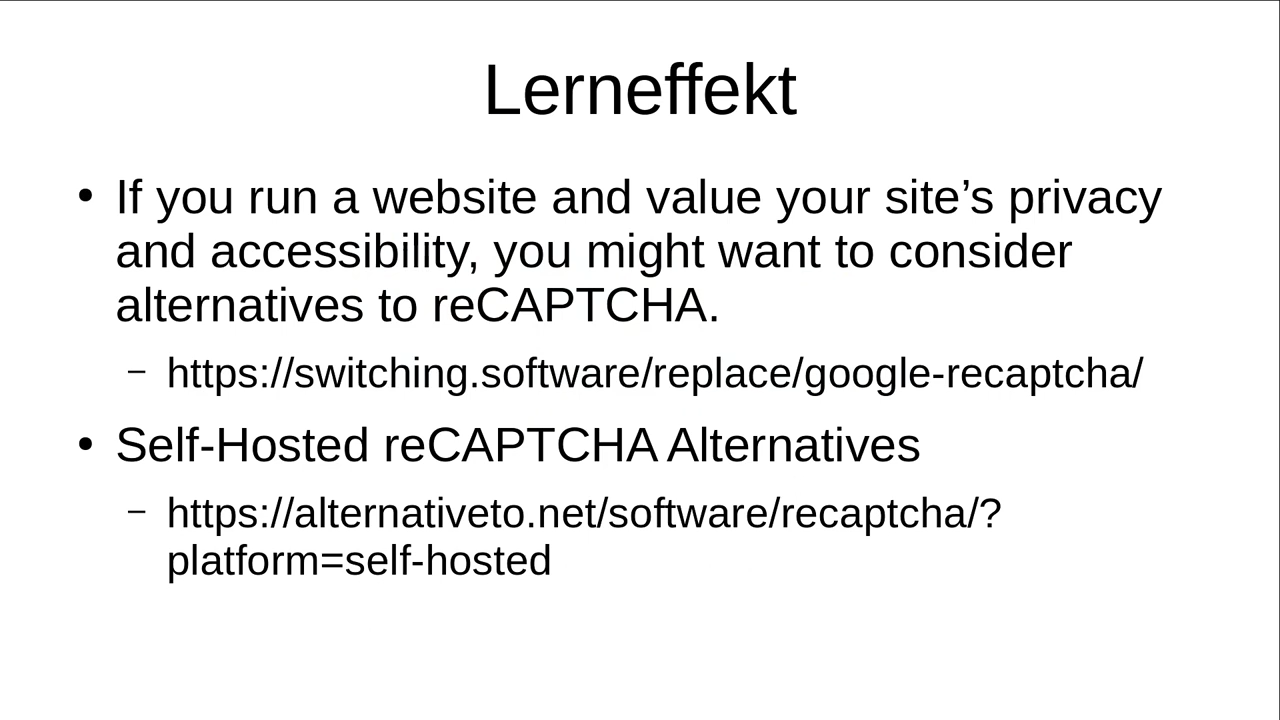 Lerneffekt
• If you run a website and value your site’s privacy
and accessibility, you might want to consider
alternatives to reCAPTCHA.
– https://switching.software/replace/google-recaptcha/
• Self-Hosted reCAPTCHA Alternatives
– https://alternativeto.net/software/recaptcha/?
platform=self-hosted